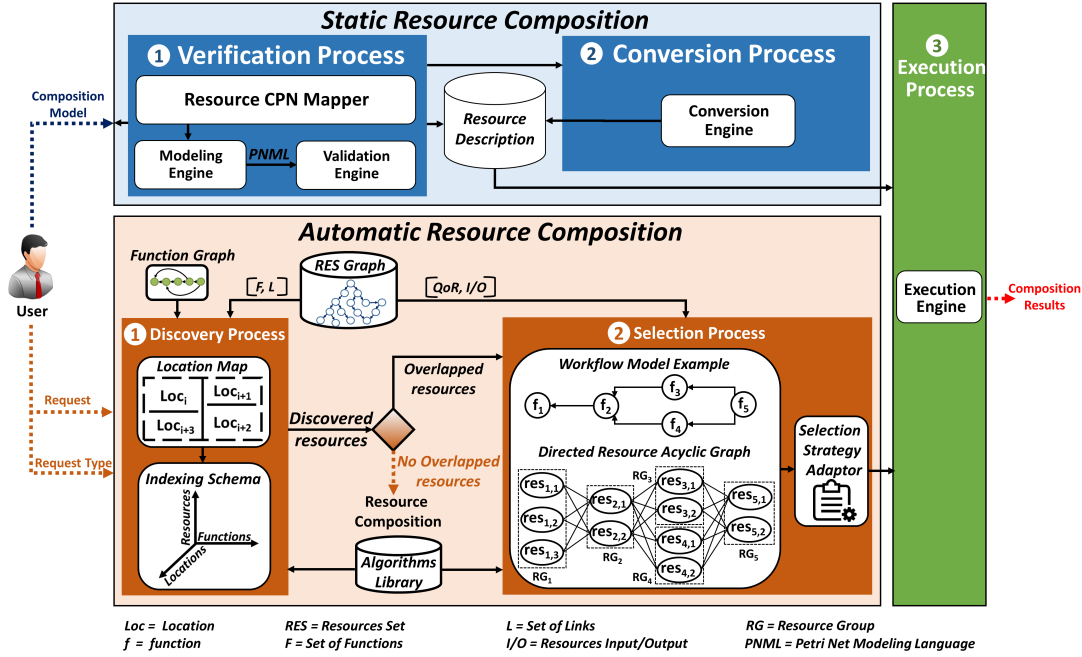 Static Resource Composition
1 Verification Process
2 Conversion Process
3
Execution
Process
Resource CPN Mapper
Composition
Model
Resource
Description
Conversion
Engine
Modeling
Engine
PNML
Validation
Engine
Automatic Resource Composition
Function Graph
RES Graph
[F, L]
[QoR, I/O]
User
Execution
Engine
Composition
Results
1 Discovery Process
2 Selection Process
Location Map
Loci
Loci+1
Loci+3
Loci+2
Overlapped
resources
Workflow Model Example
f1
f2
f3
f4
f5
Request
Discovered
resources
Request Type
No Overlapped
resources
Directed Resource Acyclic Graph
Selection
Strategy
Adaptor
Indexing Schema
Resources
Functions
Locations
Resource
Composition
RG3
res1,1
res1,2
res1,3
res2,1
res2,2
res3,1
res3,2
res4,1
res4,2
res5,1
res5,2
RG1
RG2
RG4
RG5
Algorithms
Library
Loc = Location
RES = Resources Set
L = Set of Links
RG = Resource Group
f = function
F = Set of Functions
I/O = Resources Input/Output
PNML = Petri Net Modeling Language